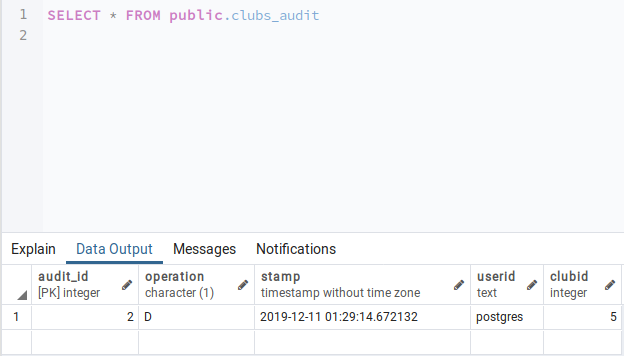 1 SELECT * FROM public.clubs_audit
2
Explain Data Output Messages Notifications
audit_id operation stamp userid clubid
[PK] integer character (1) timestamp without time zone text integer
1 2 D 2019-12-11 01:29:14.672132 postgres 5